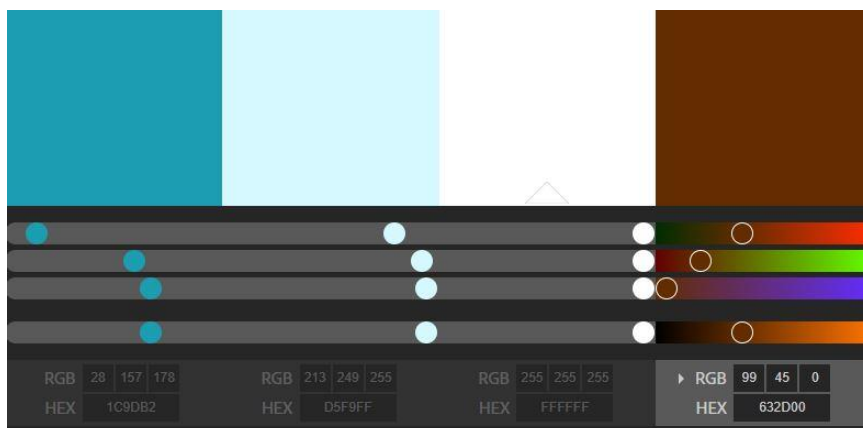 RGB 28 157 178 RGB 213 249 255 RGB 255 255 255 RGB 99 45 0
HEX 1C9DB2 HEX D5F9FF HEX FFFFFF HEX 632D00